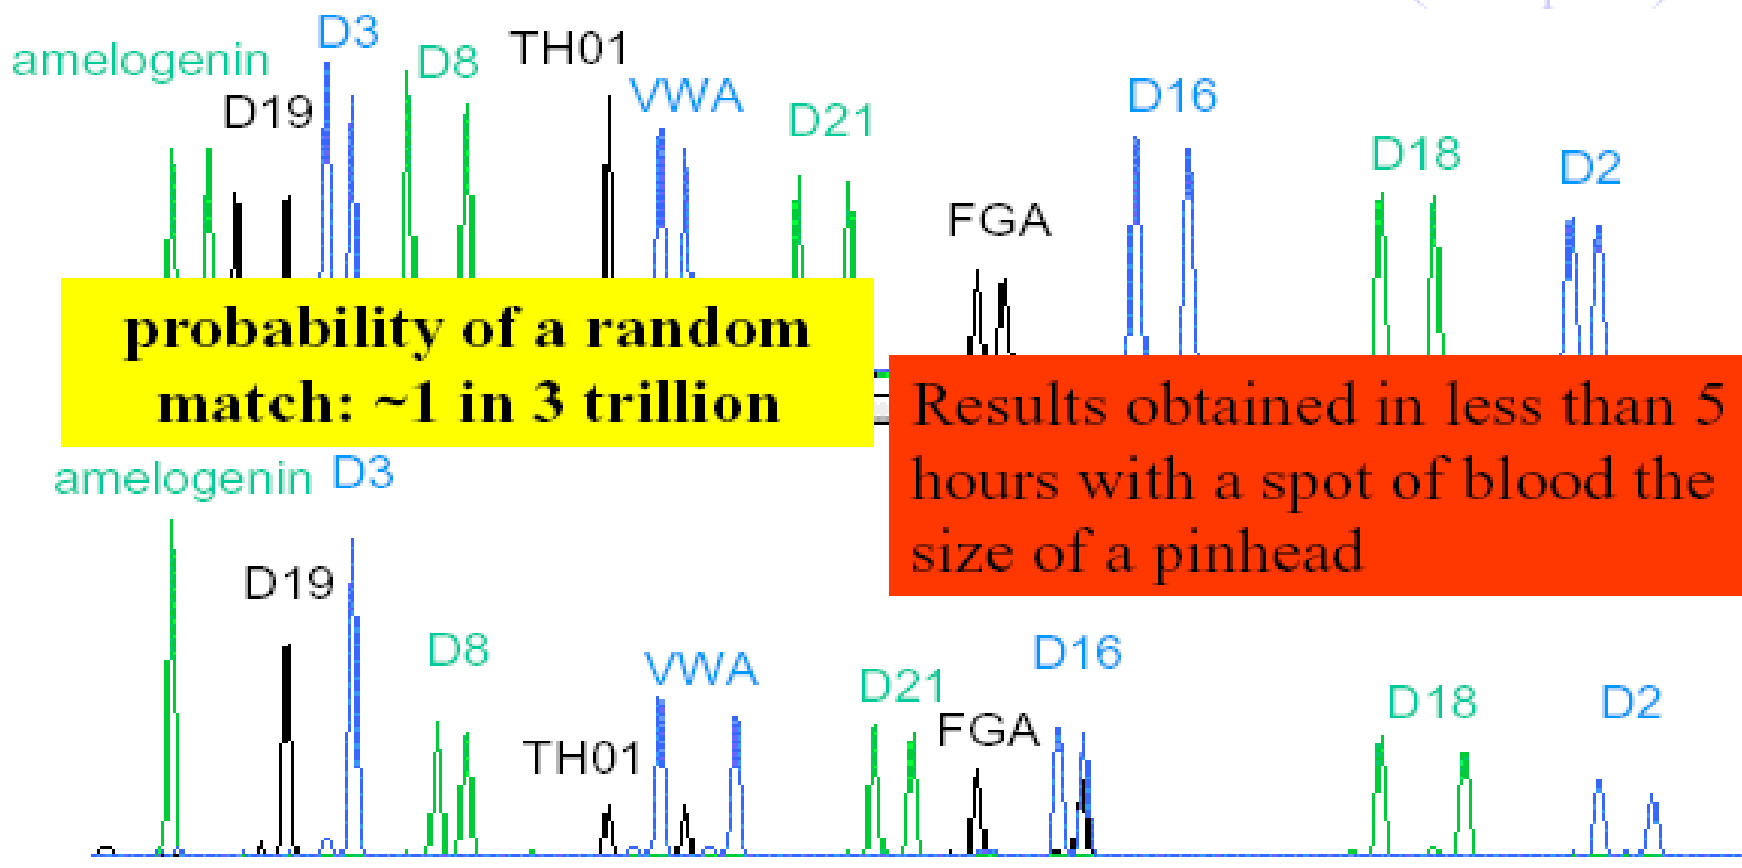 amelogenin
D19
D3
D8
TH01
VWA
D21
FGA
D16
D18
D2
probability of a random
match: ~1 in 3 trillion
Results obtained in less than 5
hours with a spot of blood the
size of a pinhead
amelogenin
D3
D19
D8
TH01
VWA
D21
FGA
D16
D18
D2